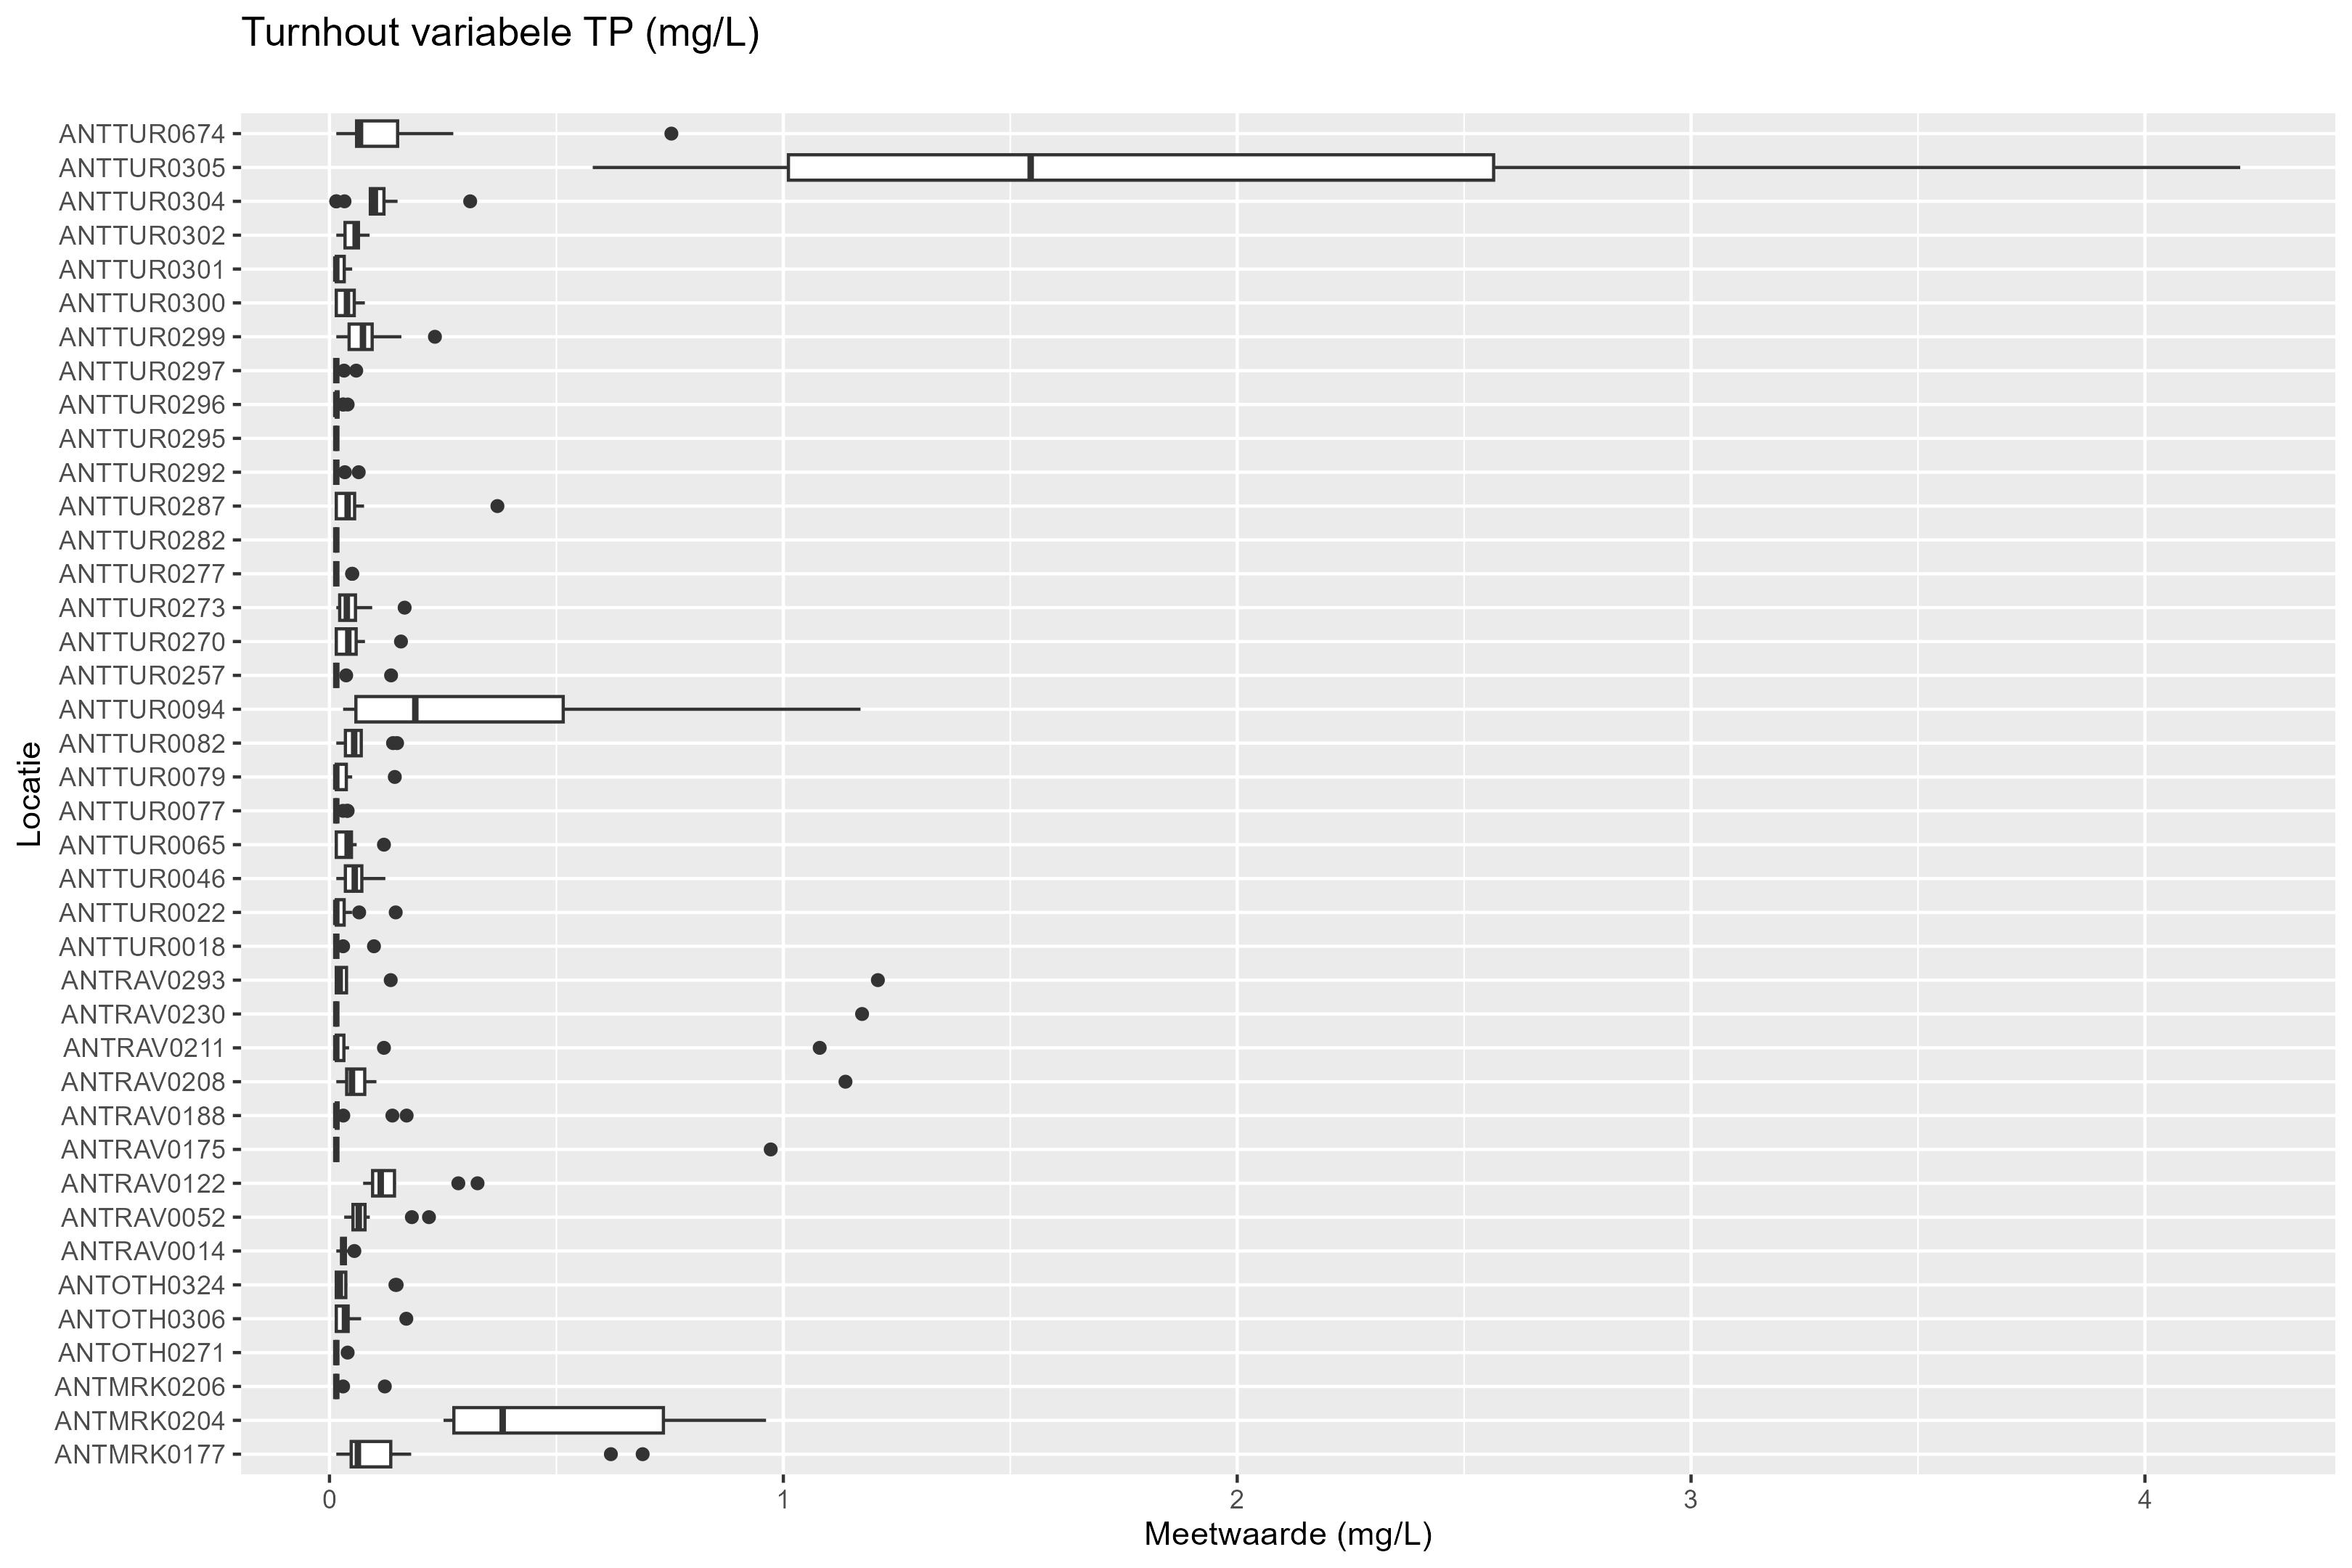 Turnhout variabele TP (mg/L)
ANTTUR0674
ANTTUR0305
ANTTUR0304
ANTTUR0302
ANTTUR0301
ANTTUR0300
ANTTUR0299
ANTTUR0297
ANTTUR0296
ANTTUR0295
ANTTUR0292
ANTTUR0287
ANTTUR0282
ANTTUR0277
ANTTUR0273
ANTTUR0270
ANTTUR0257
ANTTUR0094
ANTTUR0082
ANTTUR0079
ANTTUR0077
ANTTUR0065
ANTTUR0046
ANTTUR0022
ANTTUR0018
ANTRAV0293
ANTRAV0230
ANTRAV0211
ANTRAV0208
ANTRAV0188
ANTRAV0175
ANTRAV0122
ANTRAV0052
ANTRAV0014
ANTOTH0324
ANTOTH0306
ANTOTH0271
ANTMRK0206
ANTMRK0204
ANTMRK0177
Locatie
0 1 2 3 4
Meetwaarde (mg/L)